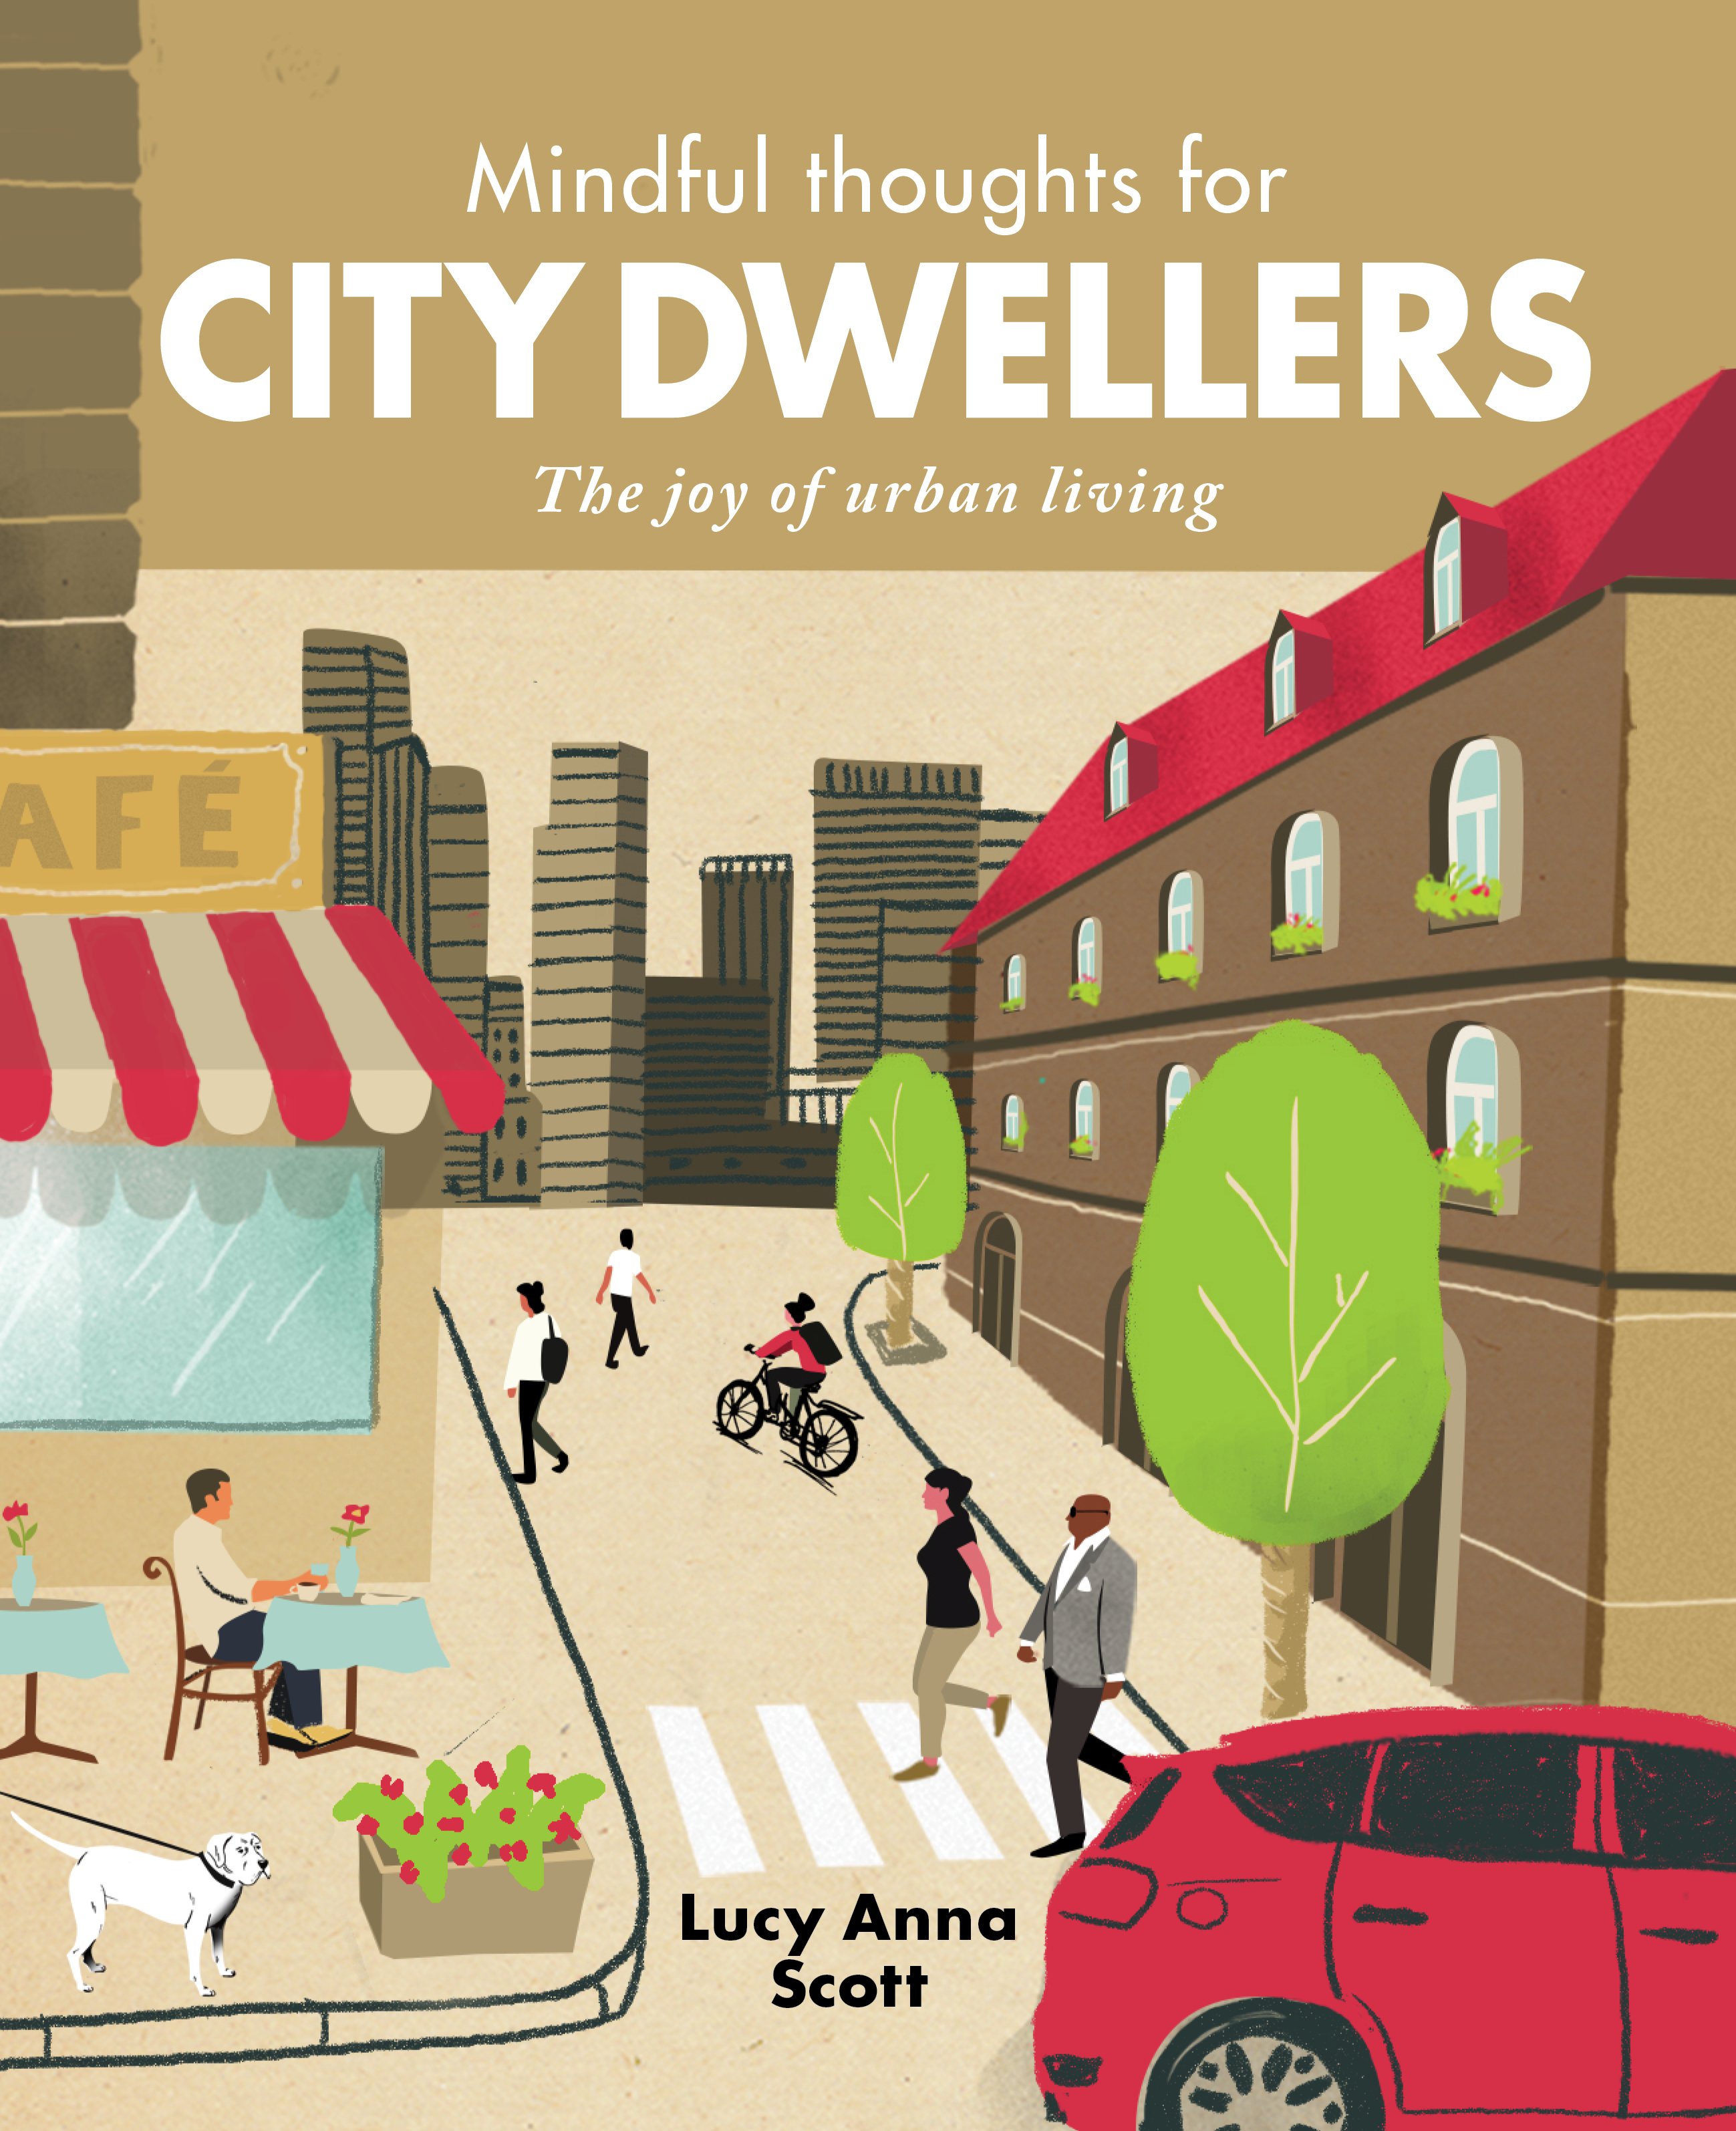 Mindful thoughts for
CITY DWELLERS
The joy of urban living
AFÉ
Lucy Anna
Scott